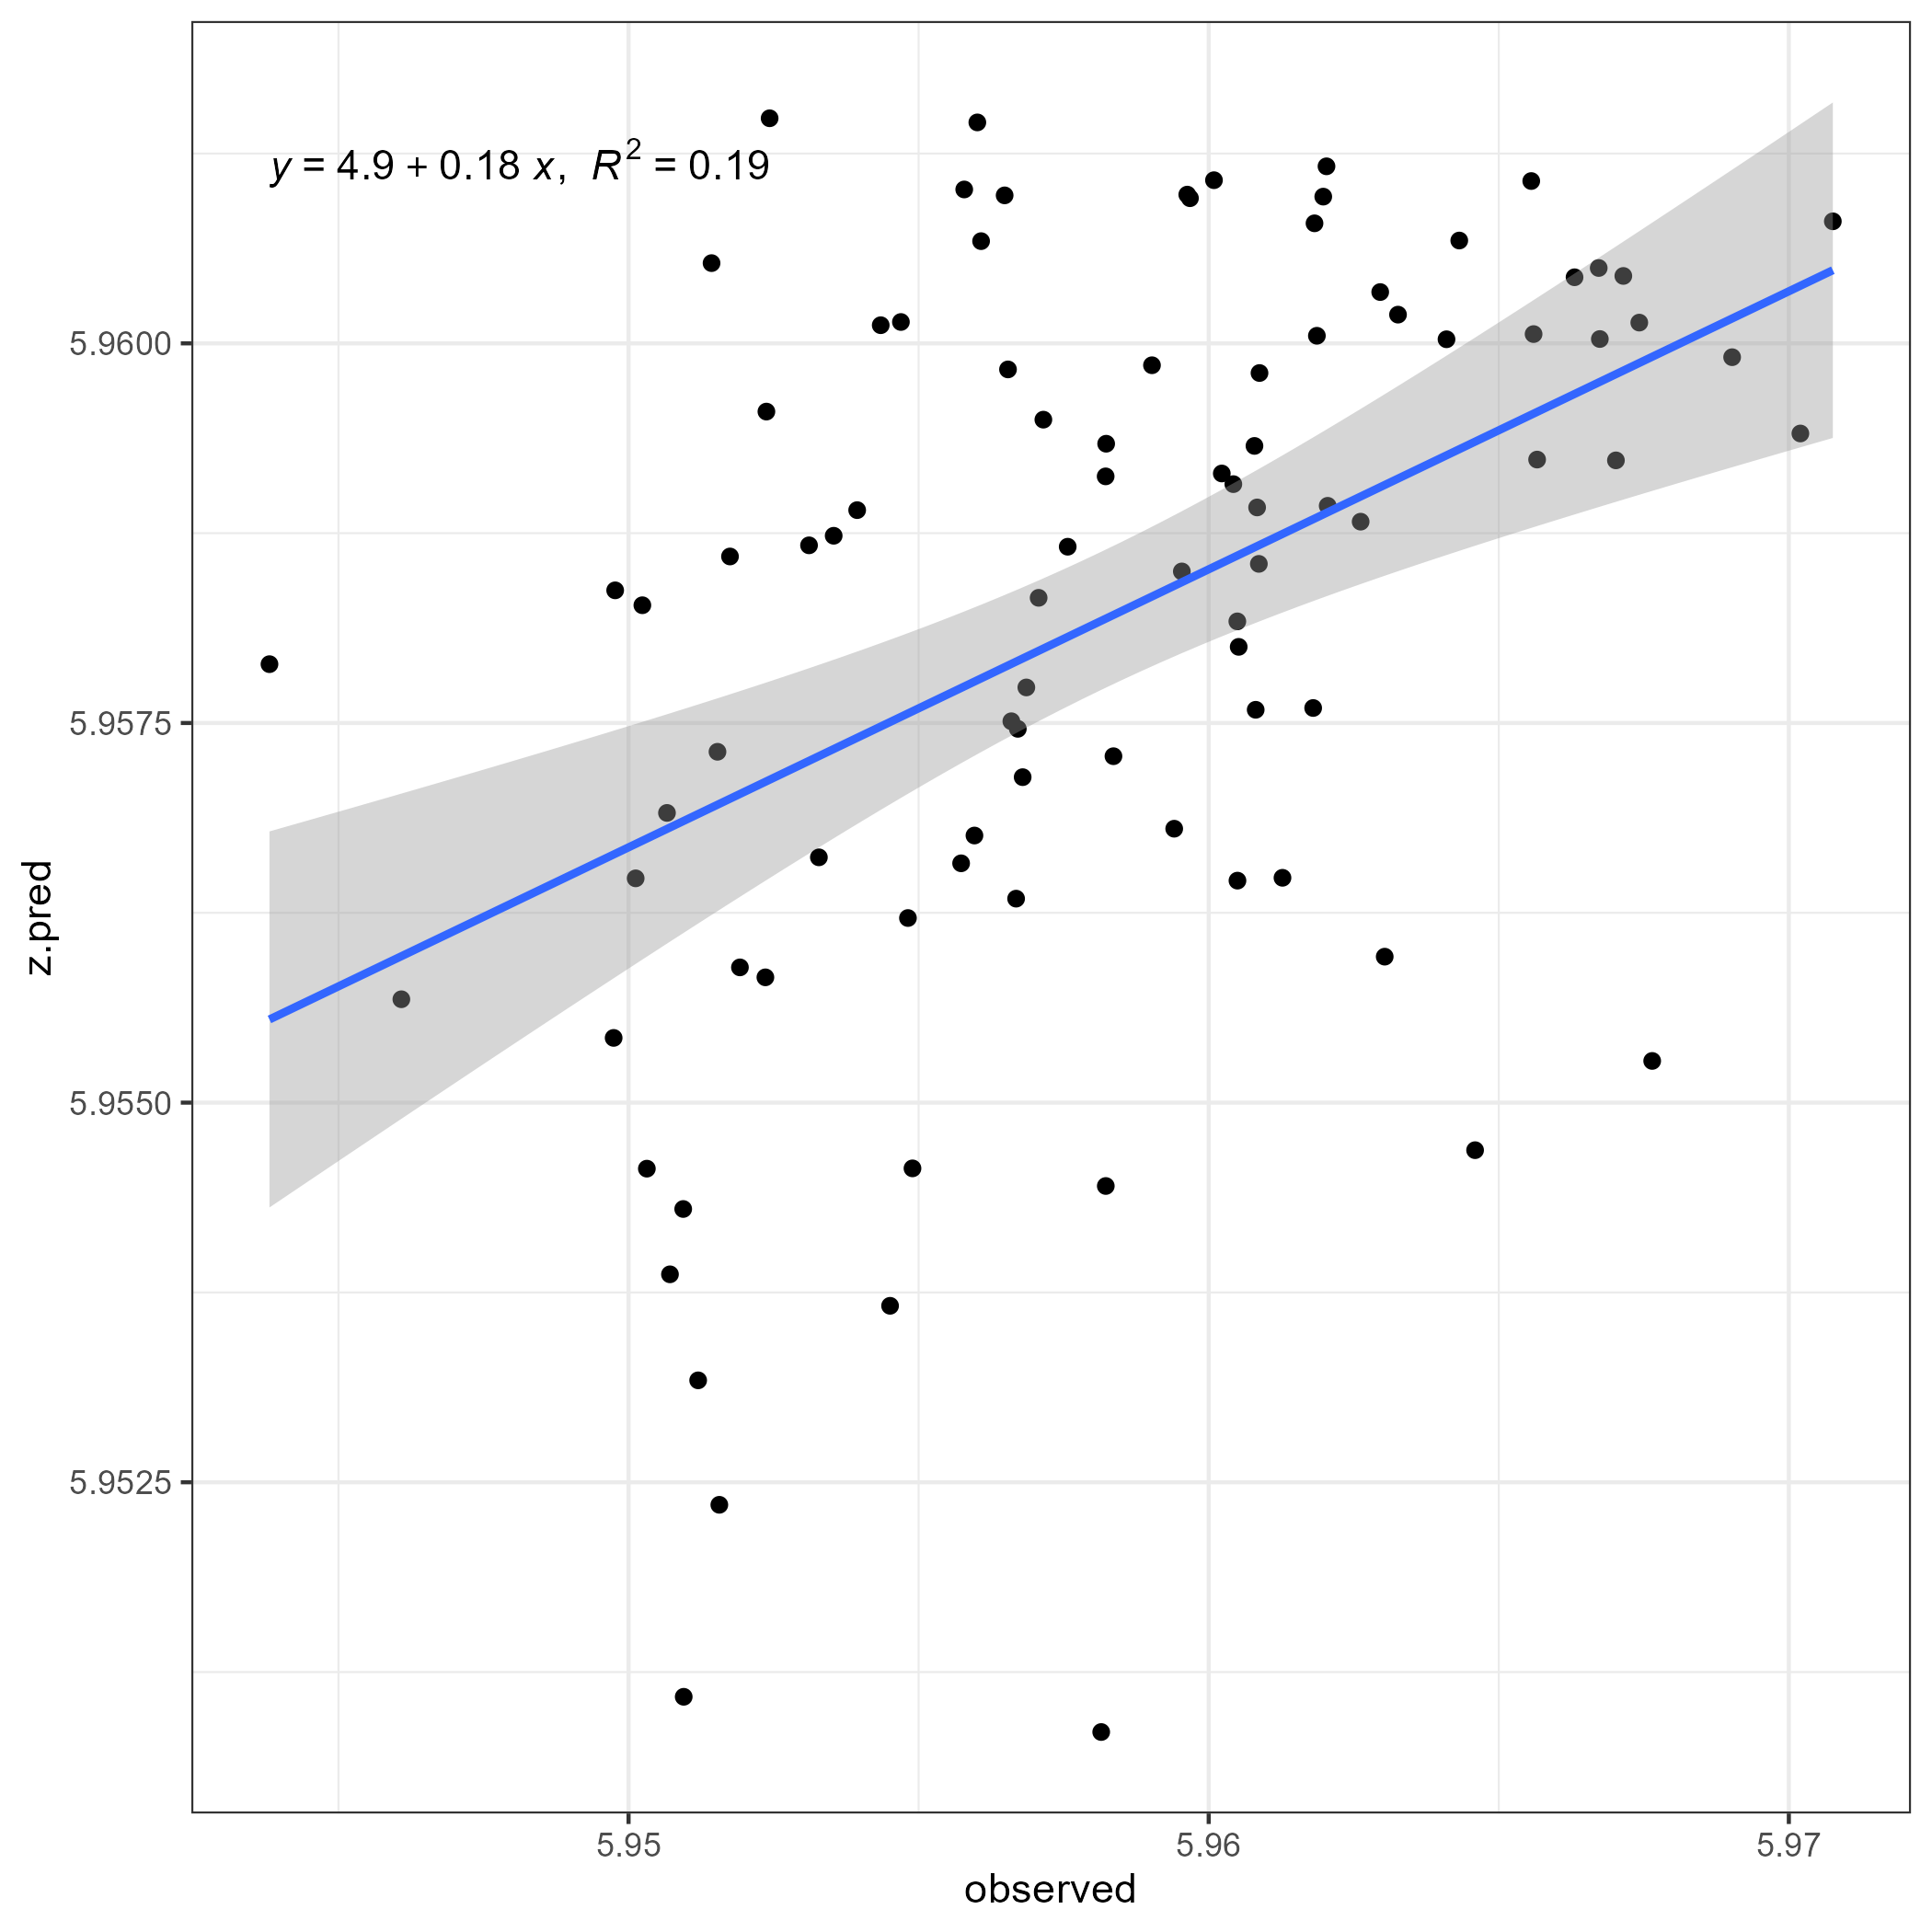 y = 4.9 + 0.18 x, R² = 0.19
5.9600
5.9575
5.9550
5.9525
z.pred
5.95 5.96 5.97
observed